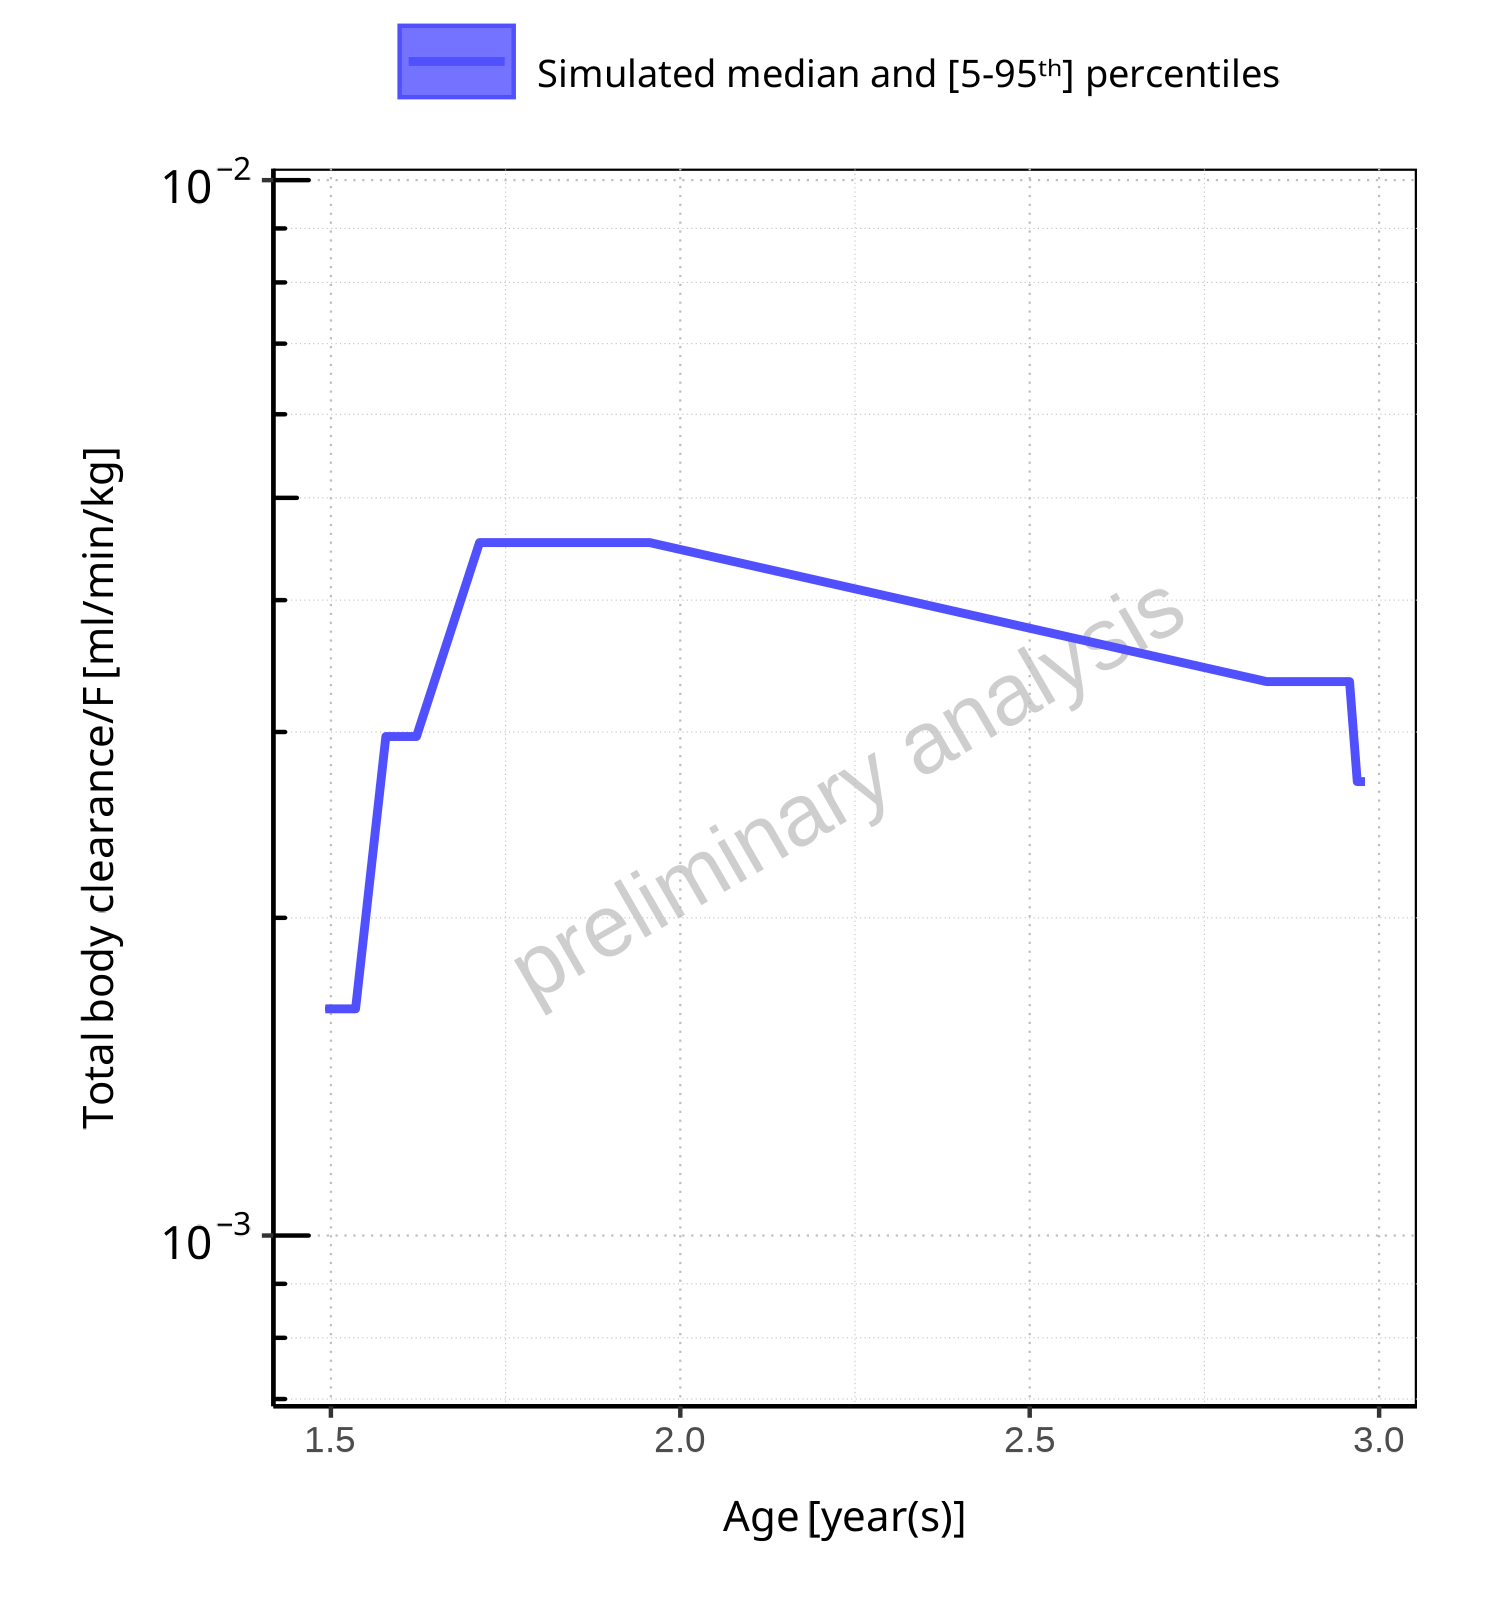 Simulated median and [5-95ᵗʰ] percentiles
10⁻²
Total body clearance/F [ml/min/kg]
preliminary analysis
10⁻³
1.5 2.0 2.5 3.0
Age [year(s)]